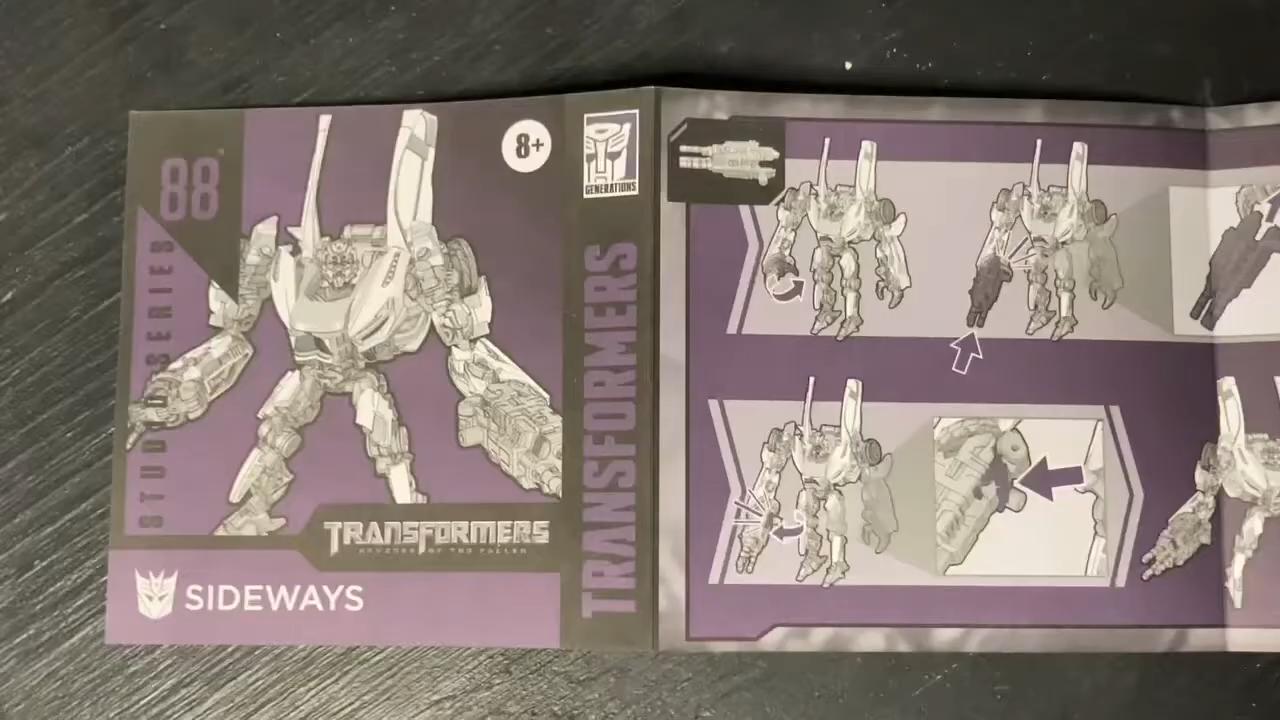 88
STUDIO SERIES
8+
GENERATIONS
TRANSFORMERS
TRANSFORMERS
REVENGE OF THE FALLEN
SIDEWAYS